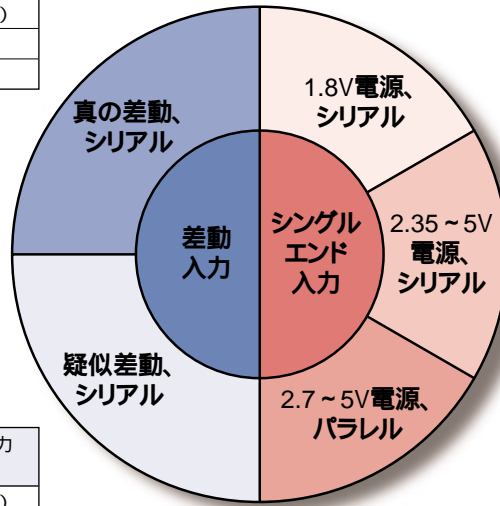 )
真の差動、
シリアル
1.8V電源、
シリアル
差動
入力
シングル
エンド
入力
2.35~5V
電源、
シリアル
疑似差動、
シリアル
2.7~5V電源、
パラレル
力
)